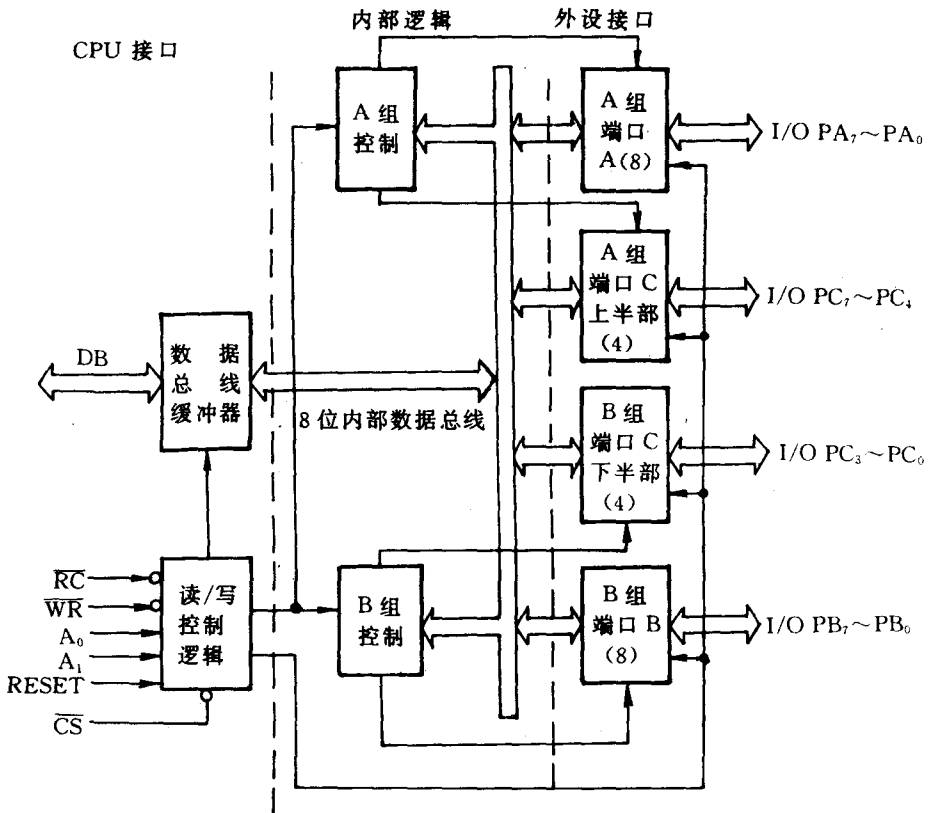 内部逻辑
外设接口
CPU 接口
A 组
控制
A 组
端口
A(8)
I/O PA₇～PA₀
A 组
端口 C
上半部
(4)
I/O PC₇～PC₄
DB
数 据
总 线
缓冲器
8 位内部数据总线
B 组
端口 C
下半部
(4)
I/O PC₃～PC₀
R̅C̅
W̅R̅
A₀
A₁
RESET
C̅S̅
读/写
控制
逻辑
B 组
控制
B 组
端口 B
(8)
I/O PB₇～PB₀